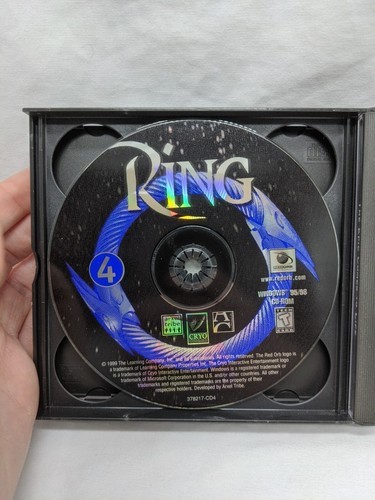 RING
4
www.redorb.com
WINDOWS® 95/98
CD-ROM
tribe
CRYO
© 1999 The Learning Company, Inc. and its subsidiaries. All rights reserved. The Red Orb logo is
a trademark of Learning Company Properties Inc. The Cryo Interactive Entertainment logo
is a trademark of Cryo Interactive Entertainment. Windows is a registered trademark or
trademark of Microsoft Corporation in the U.S. and/or other countries. All other
trademarks and registered trademarks are the property of their
respective holders. Developed by Arxel Tribe.
378217-CD4